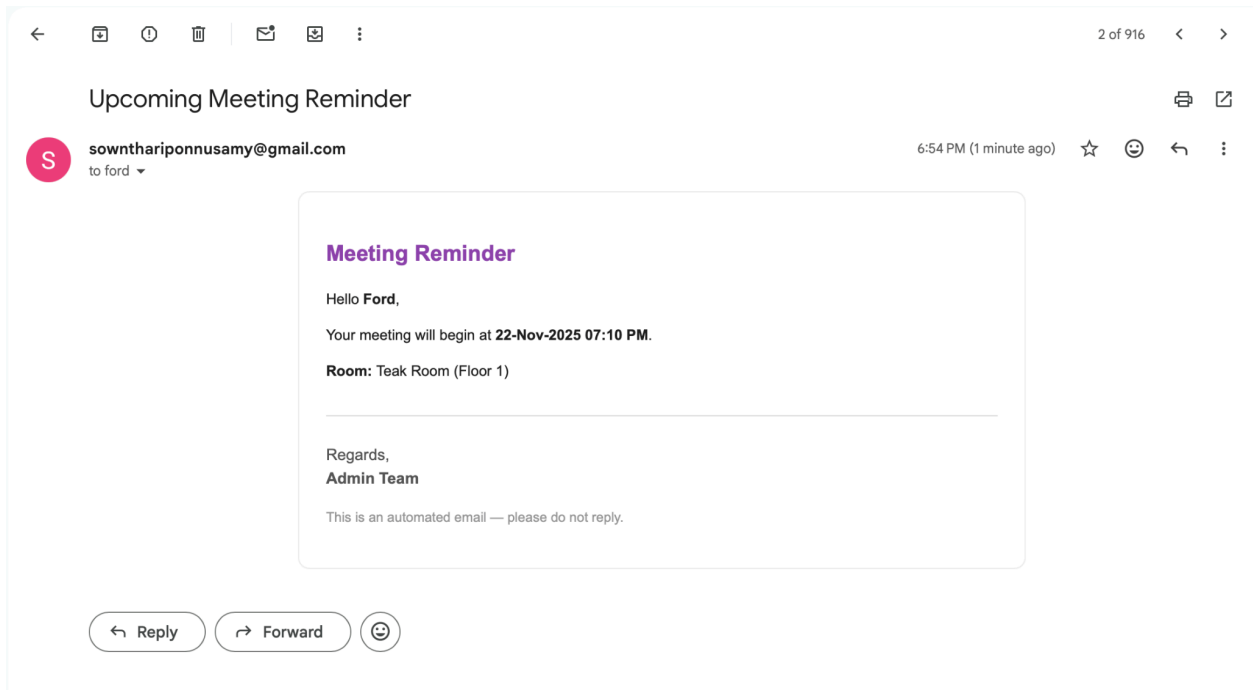 2 of 916
Upcoming Meeting Reminder
S
sownthariponnusamy@gmail.com
6:54 PM (1 minute ago)
to ford
Meeting Reminder
Hello Ford,
Your meeting will begin at 22-Nov-2025 07:10 PM.
Room: Teak Room (Floor 1)
Regards,
Admin Team
This is an automated email — please do not reply.
Reply
Forward